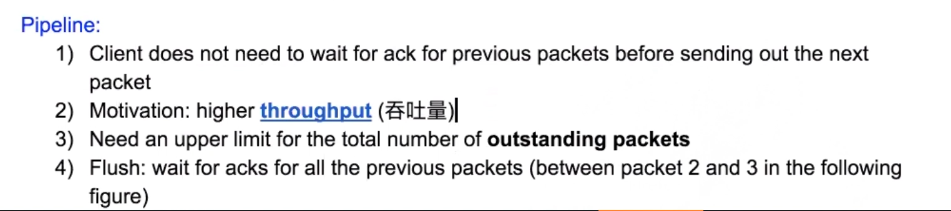 Pipeline:
1) Client does not need to wait for ack for previous packets before sending out the next
packet
2) Motivation: higher throughput (吞吐量)
3) Need an upper limit for the total number of outstanding packets
4) Flush: wait for acks for all the previous packets (between packet 2 and 3 in the following
figure)